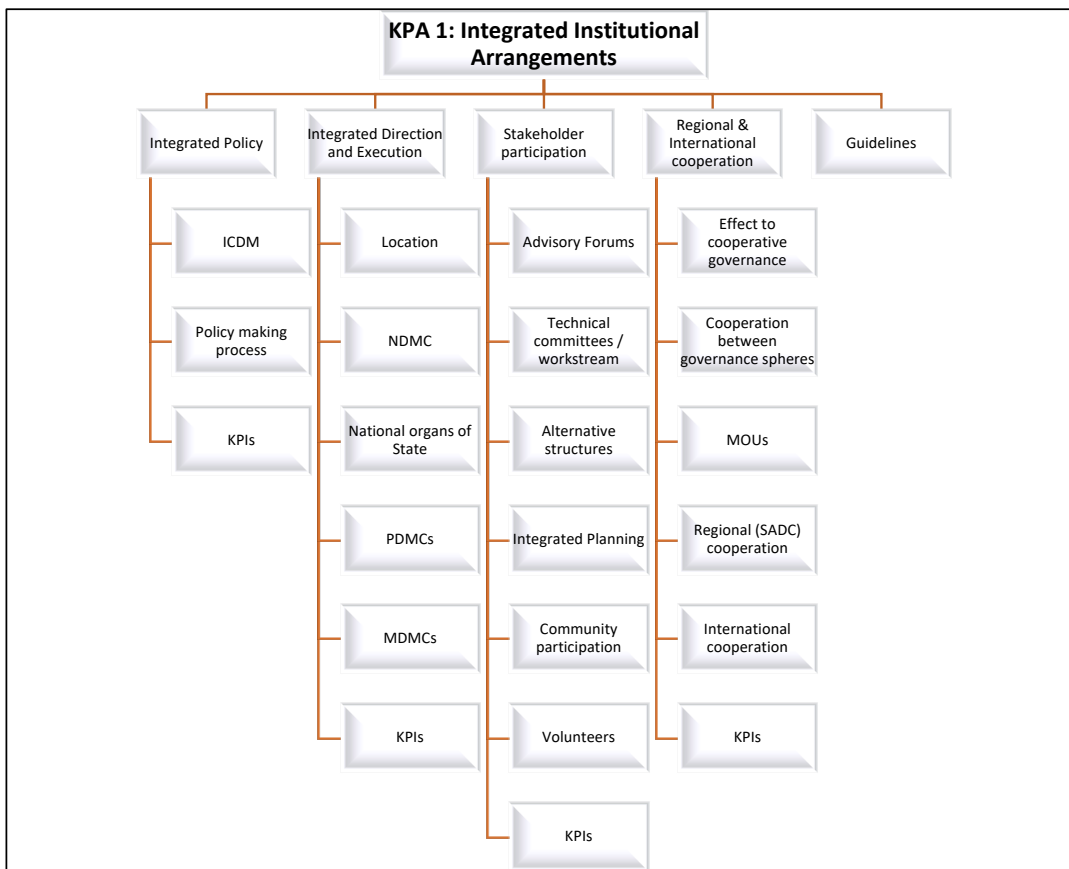 KPA 1: Integrated Institutional
Arrangements
Integrated Policy
Integrated Direction
and Execution
Stakeholder
participation
Regional &
International
cooperation
Guidelines
ICDM
Policy making
process
KPIs
Location
NDMC
National organs of
State
PDMCs
MDMCs
KPIs
Advisory Forums
Technical
committees /
workstream
Alternative
structures
Integrated Planning
Community
participation
Volunteers
KPIs
Effect to
cooperative
governance
Cooperation
between
governance spheres
MOUs
Regional (SADC)
cooperation
International
cooperation
KPIs